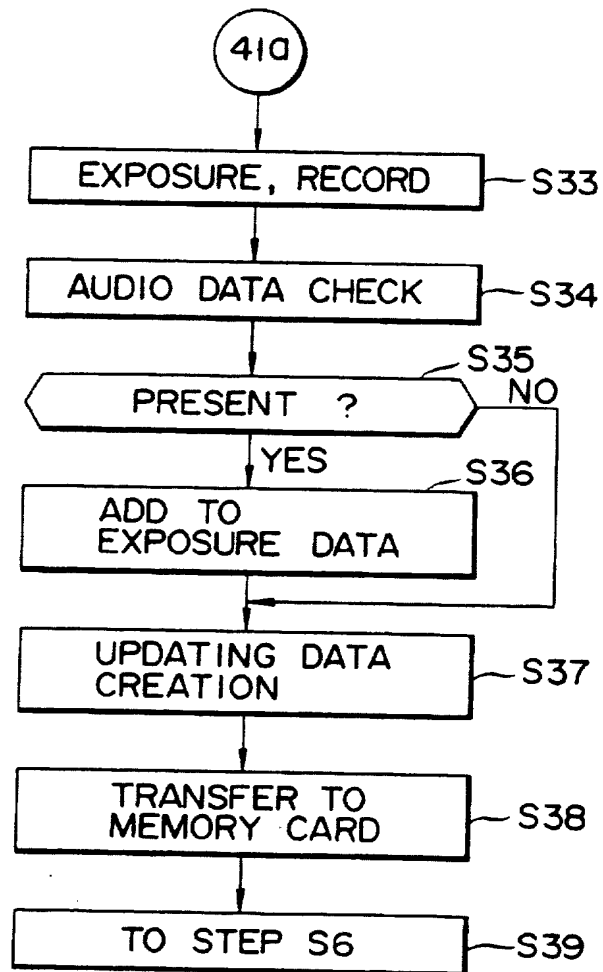 41a
EXPOSURE, RECORD
S33
AUDIO DATA CHECK
S34
S35
PRESENT ?
NO
YES
S36
ADD TO
EXPOSURE DATA
UPDATING DATA
CREATION
S37
TRANSFER TO
MEMORY CARD
S38
TO STEP S6
S39